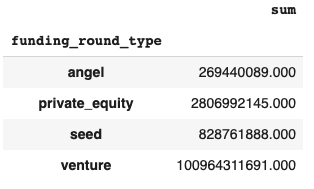 sum
funding_round_type
angel 269440089.000
private_equity 2806992145.000
seed 828761888.000
venture 100964311691.000